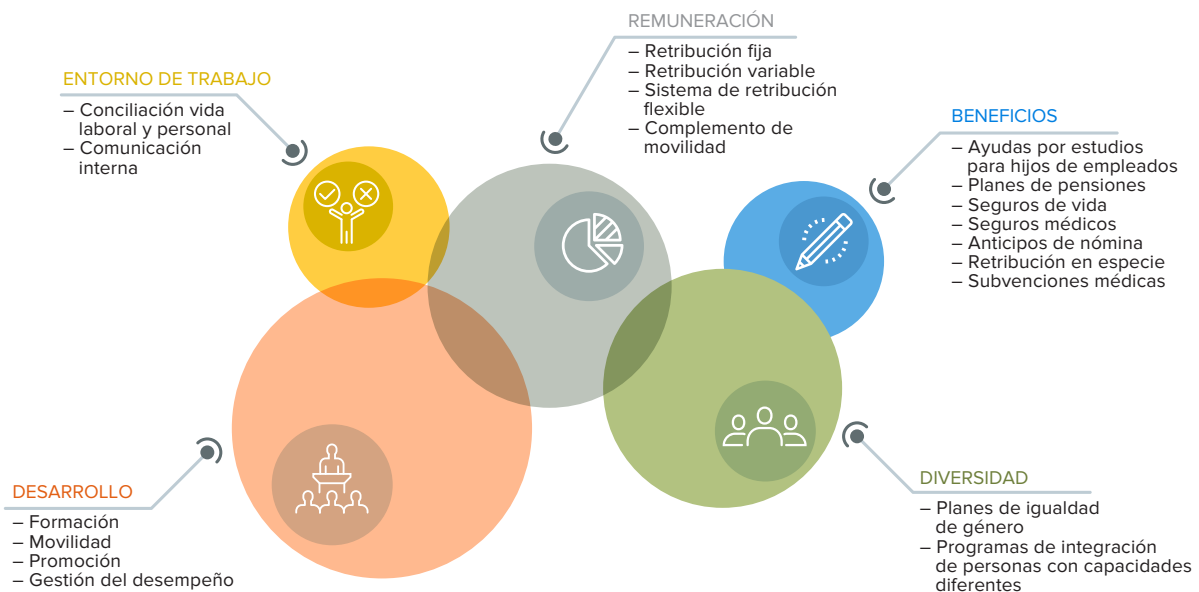 ENTORNO DE TRABAJO
– Conciliación vida
laboral y personal
– Comunicación
interna
REMUNERACIÓN
– Retribución fija
– Retribución variable
– Sistema de retribución
flexible
– Complemento de
movilidad
BENEFICIOS
– Ayudas por estudios
para hijos de empleados
– Planes de pensiones
– Seguros de vida
– Seguros médicos
– Anticipos de nómina
– Retribución en especie
– Subvenciones médicas
DESARROLLO
– Formación
– Movilidad
– Promoción
– Gestión del desempeño
DIVERSIDAD
– Planes de igualdad
de género
– Programas de integración
de personas con capacidades
diferentes